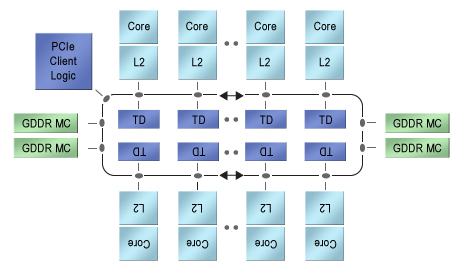 Core Core Core Core
PCIe
Client
Logic
L2 L2 L2 L2
TD TD TD TD
GDDR MC GDDR MC
GDDR MC GDDR MC
TD TD TD TD
L2 L2 L2 L2
Core Core Core Core